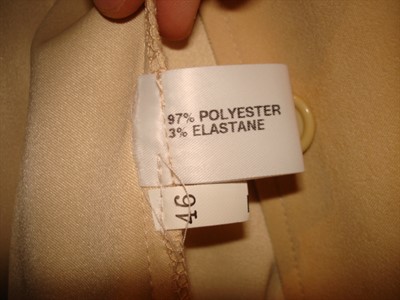 97% POLYESTER
3% ELASTANE
46